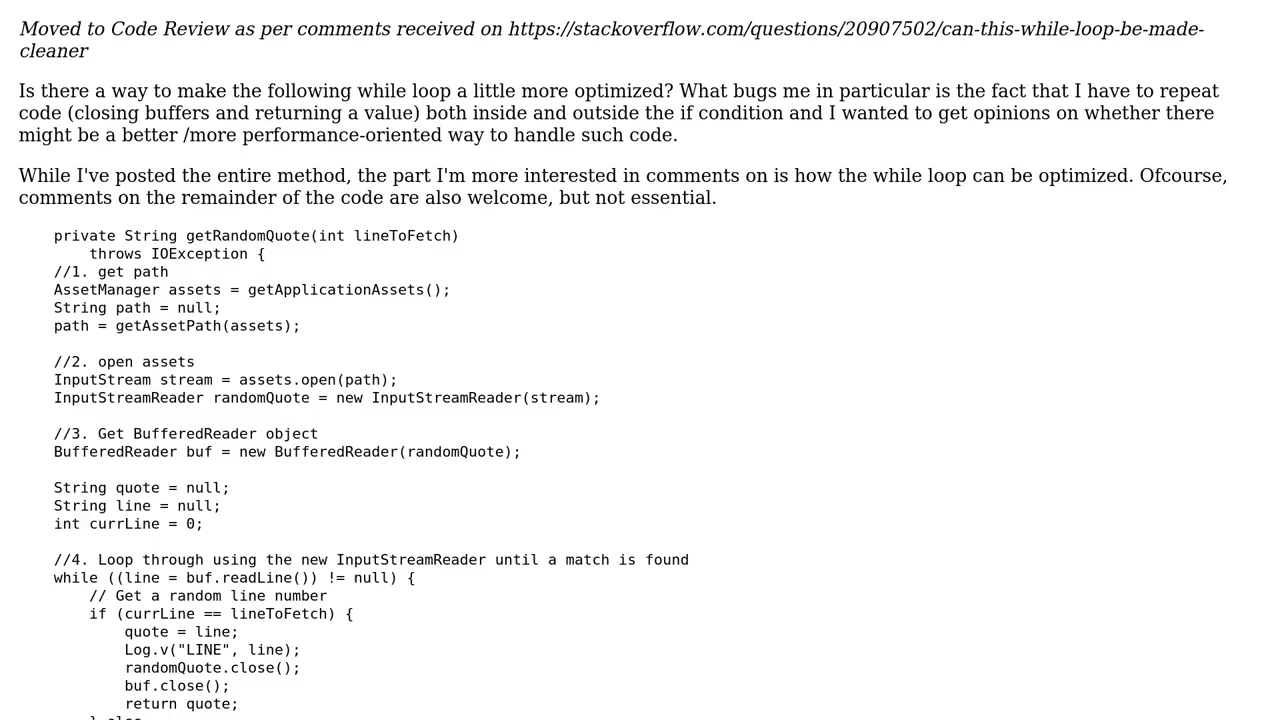 Moved to Code Review as per comments received on https://stackoverflow.com/questions/20907502/can-this-while-loop-be-made-
cleaner
Is there a way to make the following while loop a little more optimized? What bugs me in particular is the fact that I have to repeat
code (closing buffers and returning a value) both inside and outside the if condition and I wanted to get opinions on whether there
might be a better /more performance-oriented way to handle such code.
While I've posted the entire method, the part I'm more interested in comments on is how the while loop can be optimized. Ofcourse,
comments on the remainder of the code are also welcome, but not essential.
private String getRandomQuote(int lineToFetch)
throws IOException {
//1. get path
AssetManager assets = getApplicationAssets();
String path = null;
path = getAssetPath(assets);
//2. open assets
InputStream stream = assets.open(path);
InputStreamReader randomQuote = new InputStreamReader(stream);
//3. Get BufferedReader object
BufferedReader buf = new BufferedReader(randomQuote);
String quote = null;
String line = null;
int currLine = 0;
//4. Loop through using the new InputStreamReader until a match is found
while ((line = buf.readLine()) != null) {
// Get a random line number
if (currLine == lineToFetch) {
quote = line;
Log.v("LINE", line);
randomQuote.close();
buf.close();
return quote;
} else